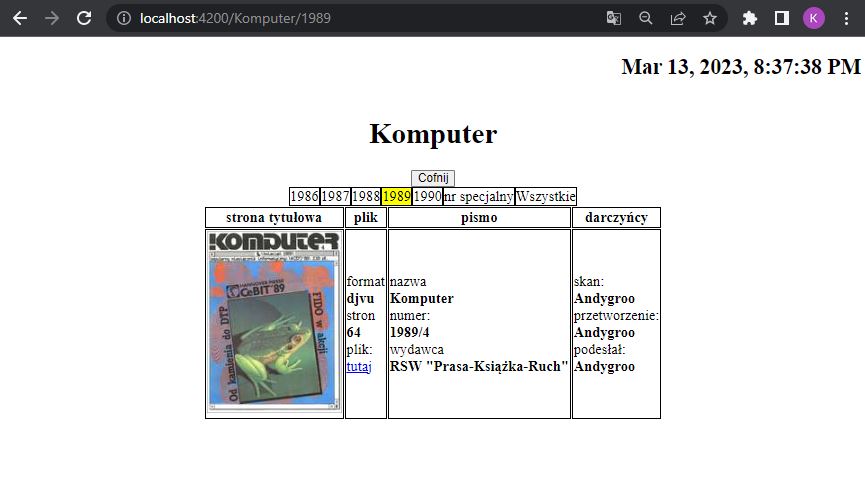 localhost:4200/Komputer/1989
K
Mar 13, 2023, 8:37:38 PM
Komputer
Cofnij
1986 1987 1988 1989 1990 nr specjalny Wszystkie
strona tytułowa plik pismo darczyńcy
KOMPUTER
HANNOVER MESSE
CeBIT'89
Od kamienia do DTP
FIDO w akcji
format
djvu
stron
64
plik:
tutaj
nazwa
Komputer
numer:
1989/4
wydawca
RSW "Prasa-Książka-Ruch"
skan:
Andygroo
przetworzenie:
Andygroo
podesłał:
Andygroo